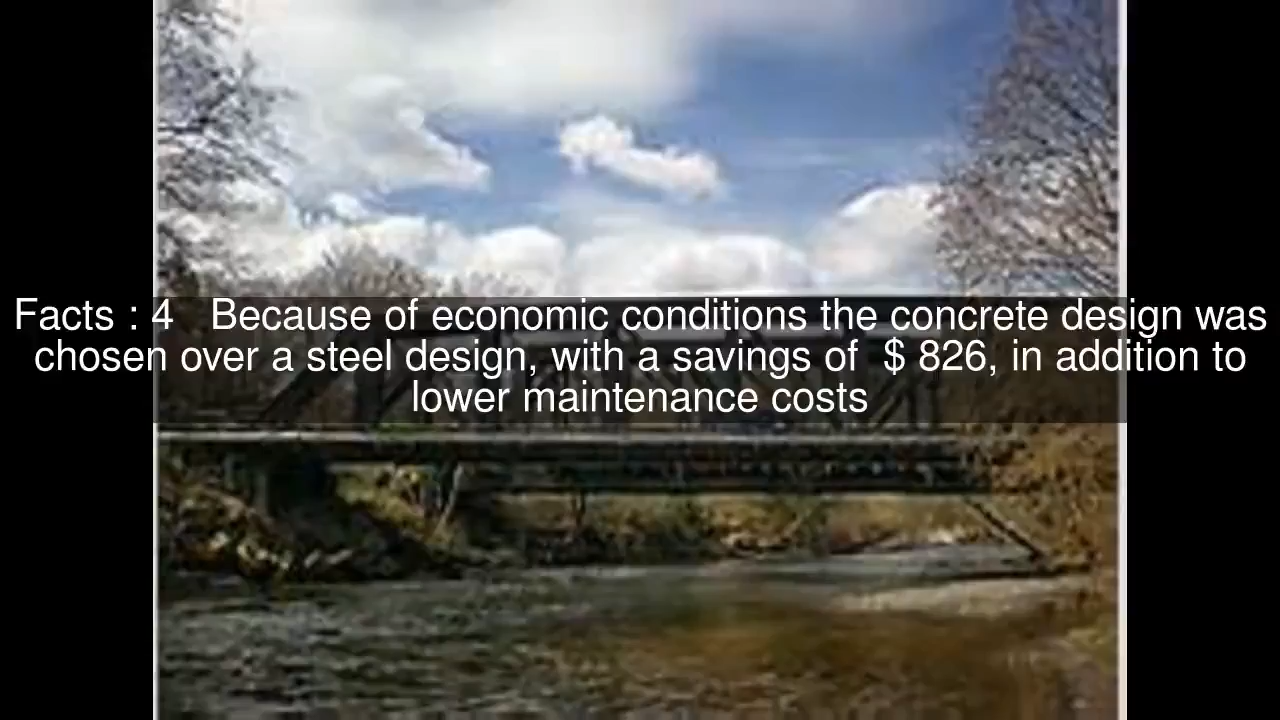 Facts : 4 Because of economic conditions the concrete design was
chosen over a steel design, with a savings of $ 826, in addition to
lower maintenance costs